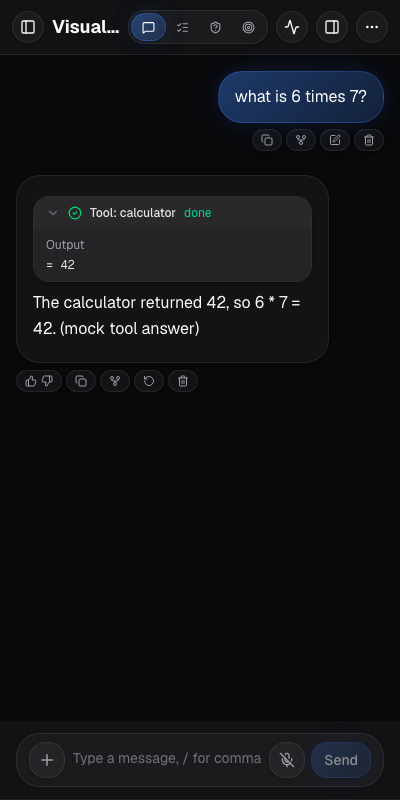 Visual...
what is 6 times 7?
Tool: calculator done
Output
= 42
The calculator returned 42, so 6 * 7 =
42. (mock tool answer)
Type a message, / for comma
Send